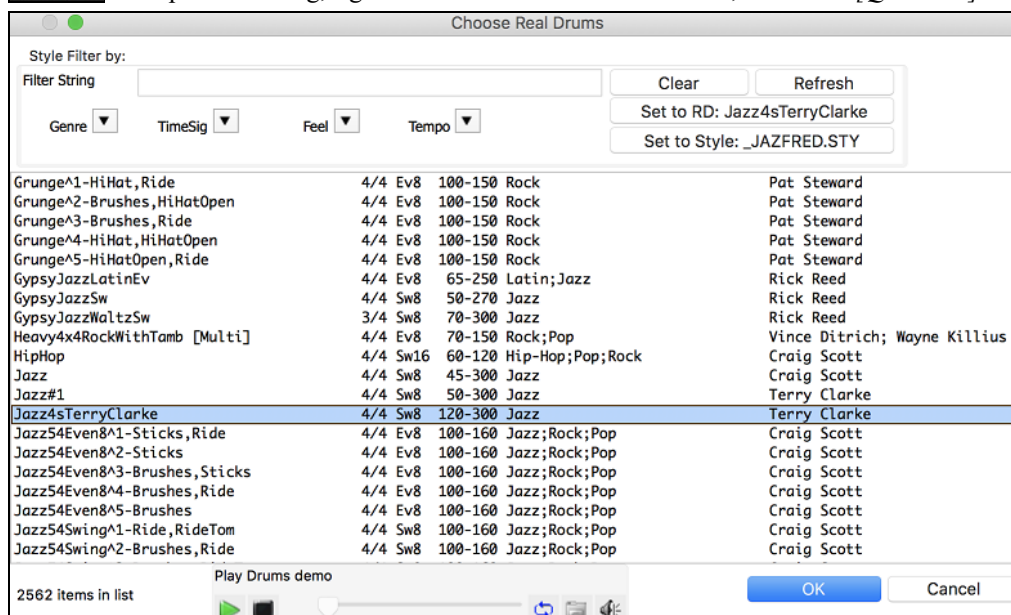 Choose Real Drums
Style Filter by:
Filter String
Clear Refresh
Set to RD: Jazz4sTerryClarke
Genre TimeSig Feel Tempo
Set to Style: _JAZFRED.STY
Grunge^1-HiHat,Ride 4/4 Ev8 100-150 Rock Pat Steward
Grunge^2-Brushes,HiHatOpen 4/4 Ev8 100-150 Rock Pat Steward
Grunge^3-Brushes,Ride 4/4 Ev8 100-150 Rock Pat Steward
Grunge^4-HiHat,HiHatOpen 4/4 Ev8 100-150 Rock Pat Steward
Grunge^5-HiHatOpen,Ride 4/4 Ev8 100-150 Rock Pat Steward
GypsyJazzLatinEv 4/4 Ev8 65-250 Latin;Jazz Rick Reed
GypsyJazzSw 4/4 Sw8 50-270 Jazz Rick Reed
GypsyJazzWaltzSw 3/4 Sw8 70-300 Jazz Rick Reed
Heavy4x4RockWithTamb [Multi] 4/4 Ev8 70-150 Rock;Pop Vince Ditrich; Wayne Killius
HipHop 4/4 Sw16 60-120 Hip-Hop;Pop;Rock Craig Scott
Jazz 4/4 Sw8 45-300 Jazz Craig Scott
Jazz#1 4/4 Sw8 50-300 Jazz Terry Clarke
Jazz4sTerryClarke 4/4 Sw8 120-300 Jazz Terry Clarke
Jazz54Even8^1-Sticks,Ride 4/4 Ev8 100-160 Jazz;Rock;Pop Craig Scott
Jazz54Even8^2-Sticks 4/4 Ev8 100-160 Jazz;Rock;Pop Craig Scott
Jazz54Even8^3-Brushes,Sticks 4/4 Ev8 100-160 Jazz;Rock;Pop Craig Scott
Jazz54Even8^4-Brushes,Ride 4/4 Ev8 100-160 Jazz;Rock;Pop Craig Scott
Jazz54Even8^5-Brushes 4/4 Ev8 100-160 Jazz;Rock;Pop Craig Scott
Jazz54Swing^1-Ride,RideTom 4/4 Sw8 100-160 Jazz;Rock;Pop Craig Scott
Jazz54Swing^2-Brushes,Ride 4/4 Sw8 100-160 Jazz;Rock;Pop Craig Scott
Play Drums demo
2562 items in list
OK Cancel